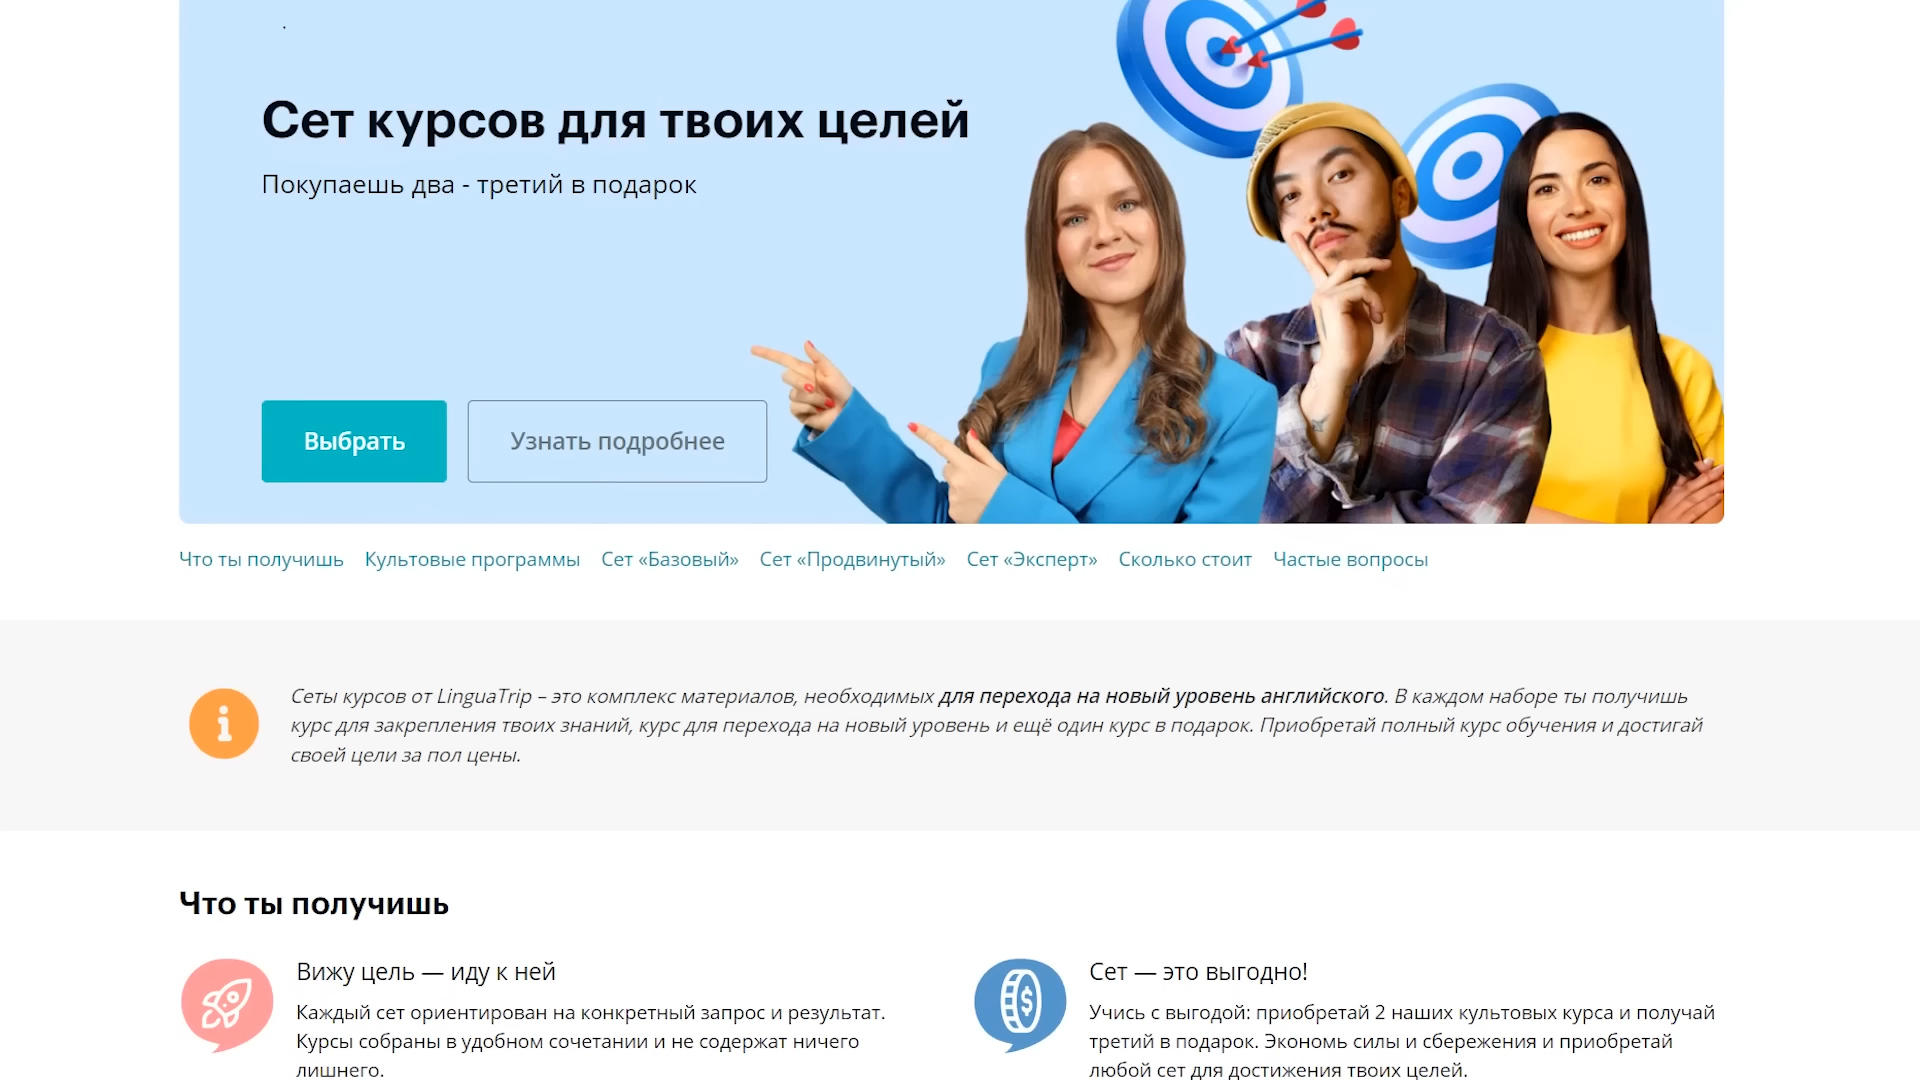 Сет курсов для твоих целей
Покупаешь два - третий в подарок
Выбрать
Узнать подробнее
Что ты получишь Культовые программы Сет «Базовый» Сет «Продвинутый» Сет «Эксперт» Сколько стоит Частые вопросы
Сеты курсов от LinguaTrip – это комплекс материалов, необходимых для перехода на новый уровень английского. В каждом наборе ты получишь
курс для закрепления твоих знаний, курс для перехода на новый уровень и ещё один курс в подарок. Приобретай полный курс обучения и достигай
своей цели за пол цены.
Что ты получишь
Вижу цель — иду к ней
Каждый сет ориентирован на конкретный запрос и результат.
Курсы собраны в удобном сочетании и не содержат ничего
лишнего.
Сет — это выгодно!
Учись с выгодой: приобретай 2 наших культовых курса и получай
третий в подарок. Экономь силы и сбережения и приобретай
любой сет для достижения твоих целей.